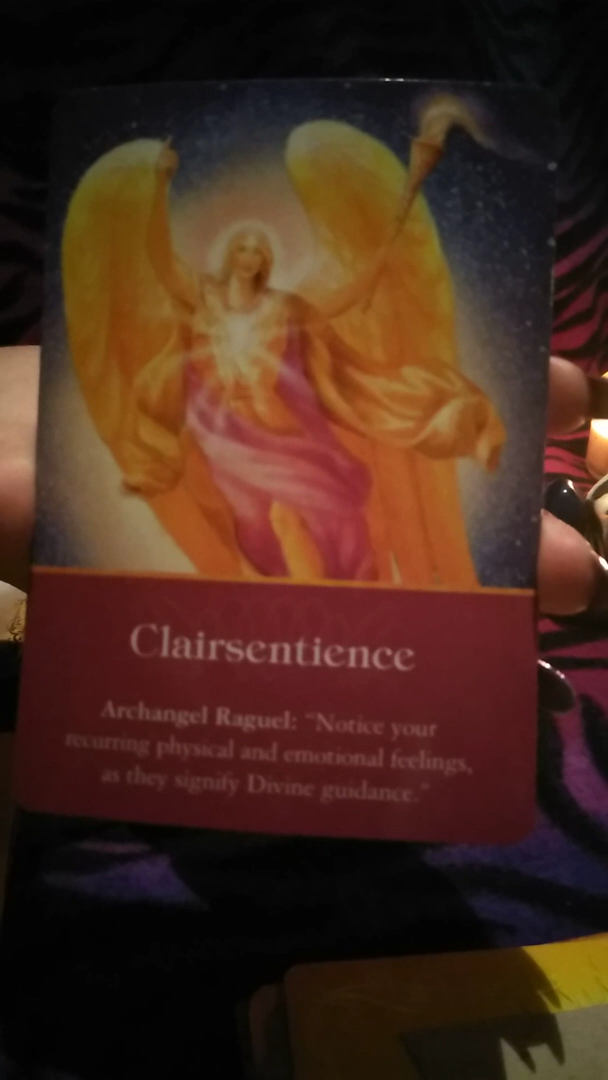 Clairsentience
Archangel Raguel: "Notice your
recurring physical and emotional feelings,
as they signify Divine guidance."